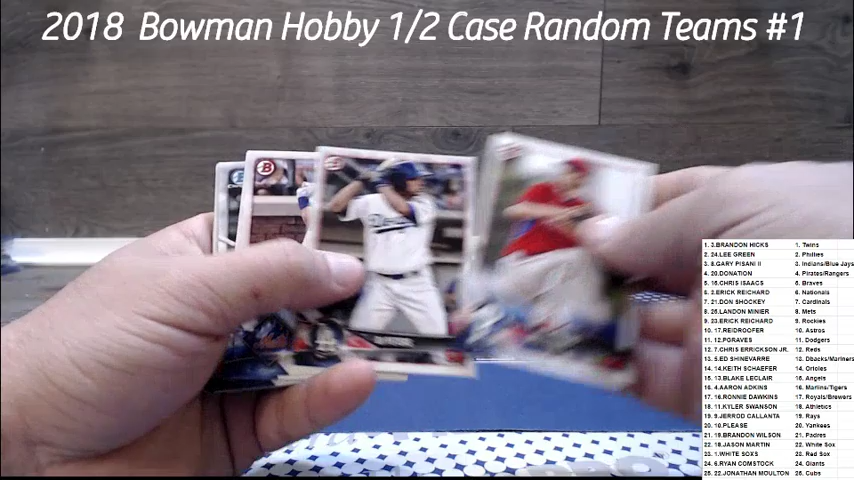 2018 Bowman Hobby 1/2 Case Random Teams #1
1. 3.BRANDON HICKS 1. Twins
2. 24.LEE GREEN 2. Phillies
3. 8.GARY PISANI II 3. Indians/Blue Jays
4. 20.DONATION 4. Pirates/Rangers
5. 15.CHRIS ISAACS 5. Braves
6. 2.ERICK REICHARD 6. Nationals
7. 21.DON SHOCKEY 7. Cardinals
8. 25.LANDON MINIER 8. Mets
9. 23.ERICK REICHARD 9. Rockies
10. 17.REIDROOFER 10. Astros
11. 12.PGRAVES 11. Dodgers
12. 7.CHRIS ERRICKSON JR. 12. Reds
13. 5.ED SHINEVARRE 13. Dbacks/Mariners
14. 14.KEITH SCHAEFER 14. Orioles
15. 13.BLAKE LECLAIR 15. Angels
16. 4.AARON ADKINS 16. Marlins/Tigers
17. 16.RONNIE DAWKINS 17. Royals/Brewers
18. 11.KYLER SWANSON 18. Athletics
19. 9.JERROD CALLANTA 19. Rays
20. 10.PLEASE 20. Yankees
21. 19.BRANDON WILSON 21. Padres
22. 18.JASON MARTIN 22. White Sox
23. 1.WHITE SOXS 23. Red Sox
24. 6.RYAN COMSTOCK 24. Giants
25. 22.JONATHAN MOULTON 25. Cubs
B